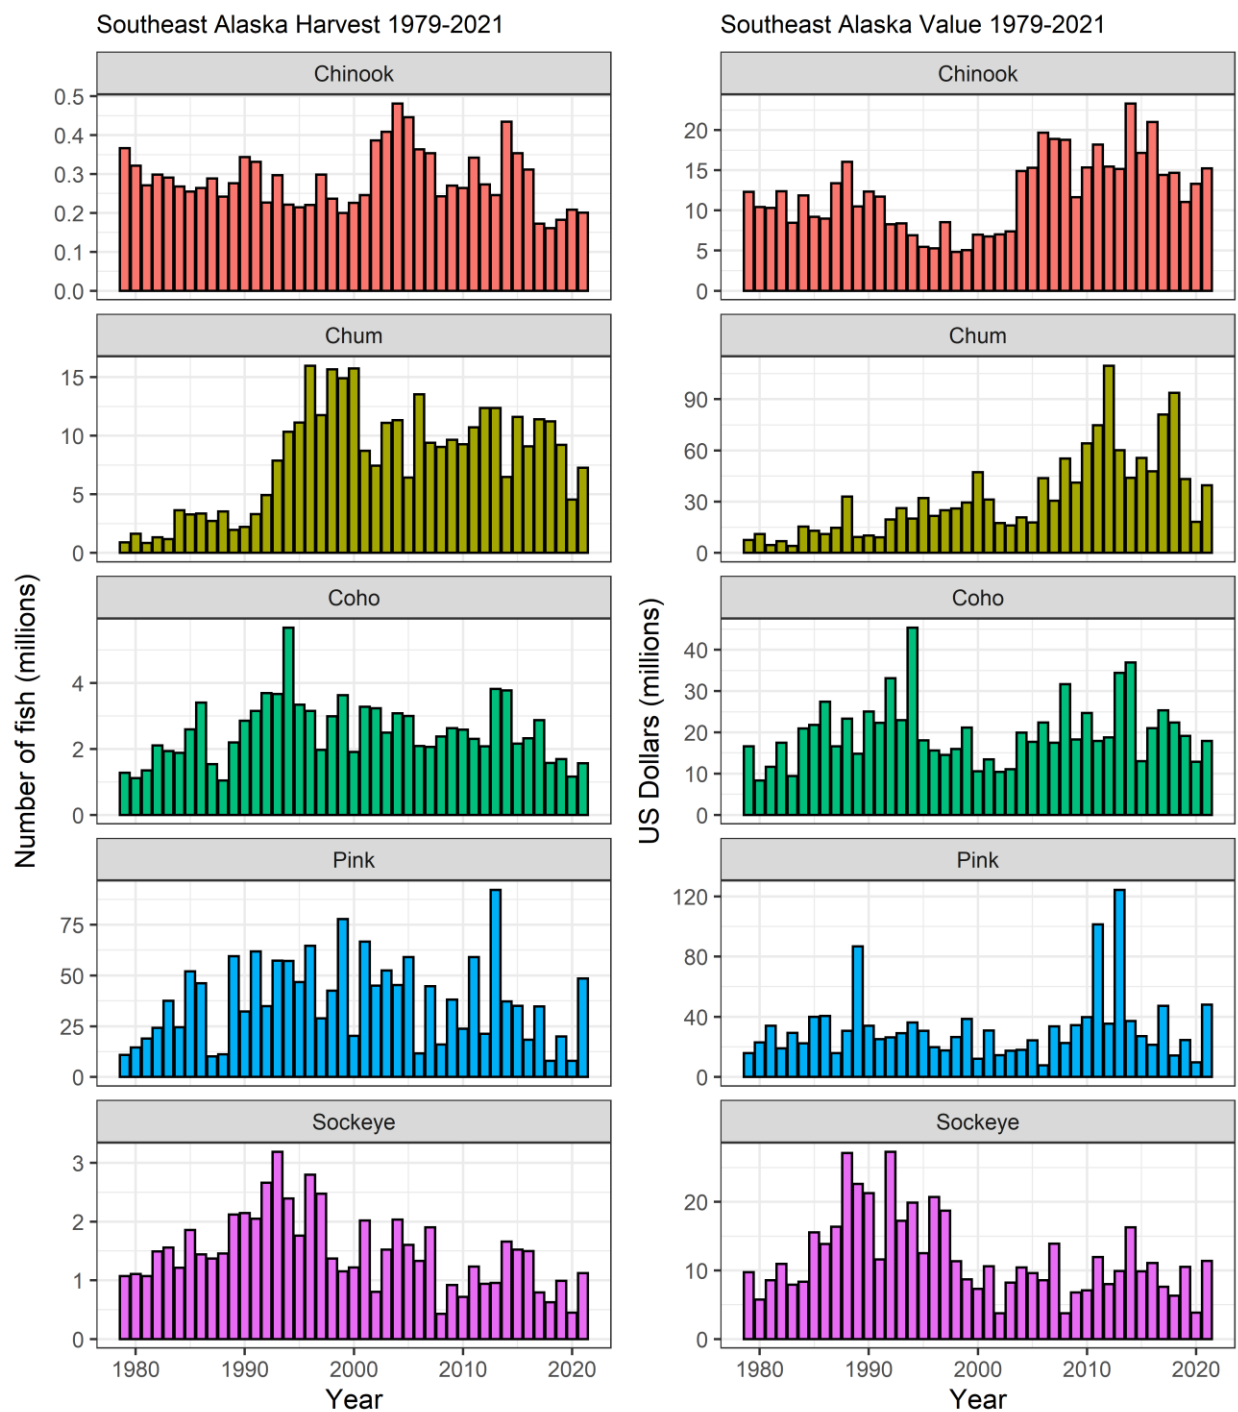 Southeast Alaska Harvest 1979-2021
Number of fish (millions)
Chinook
0.5
0.4
0.3
0.2
0.1
0.0
Chum
15
10
5
0
Coho
4
2
0
Pink
75
50
25
0
Sockeye
3
2
1
0
1980 1990 2000 2010 2020
Year
Southeast Alaska Value 1979-2021
US Dollars (millions)
Chinook
20
15
10
5
0
Chum
90
60
30
0
Coho
40
30
20
10
0
Pink
120
80
40
0
Sockeye
20
10
0
1980 1990 2000 2010 2020
Year